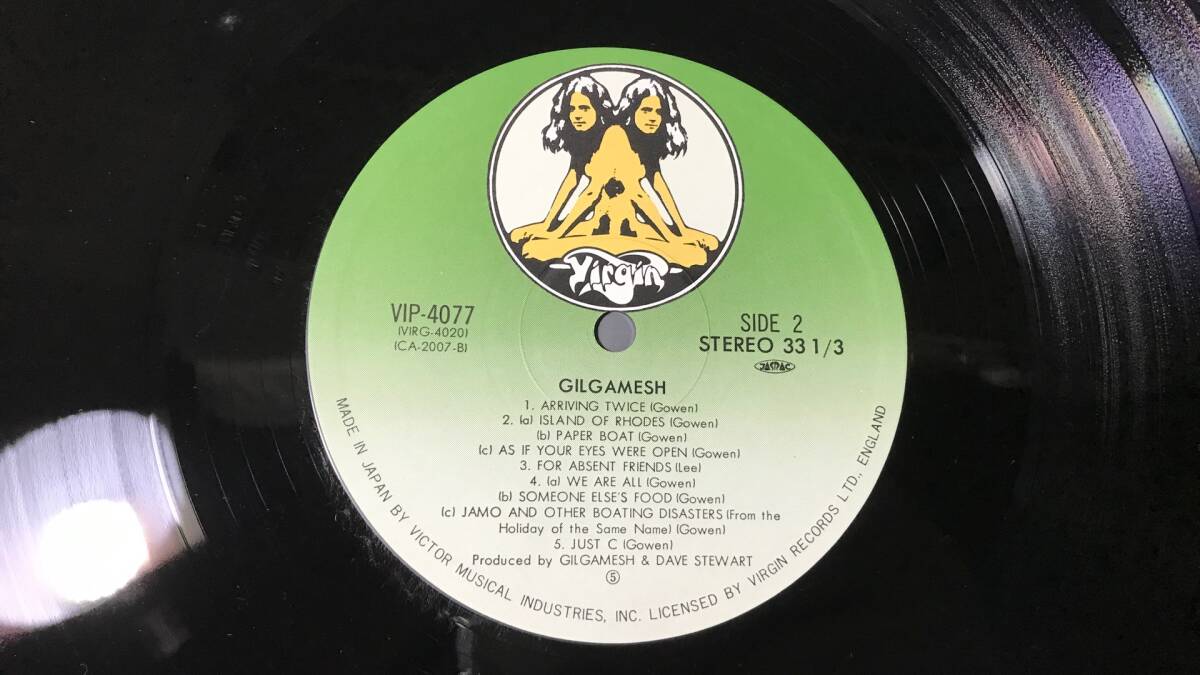 Virgin
VIP-4077
(VIRG-4020)
(CA-2007-B)
SIDE 2
STEREO 33 1/3
JASRAC
GILGAMESH
1. ARRIVING TWICE (Gowen)
2. (a) ISLAND OF RHODES (Gowen)
(b) PAPER BOAT (Gowen)
(c) AS IF YOUR EYES WERE OPEN (Gowen)
3. FOR ABSENT FRIENDS (Lee)
4. (a) WE ARE ALL (Gowen)
(b) SOMEONE ELSE'S FOOD (Gowen)
(c) JAMO AND OTHER BOATING DISASTERS (From the
Holiday of the Same Name) (Gowen)
5. JUST C (Gowen)
Produced by GILGAMESH & DAVE STEWART
⑤
MADE IN JAPAN BY VICTOR MUSICAL INDUSTRIES, INC. LICENSED BY VIRGIN RECORDS LTD., ENGLAND